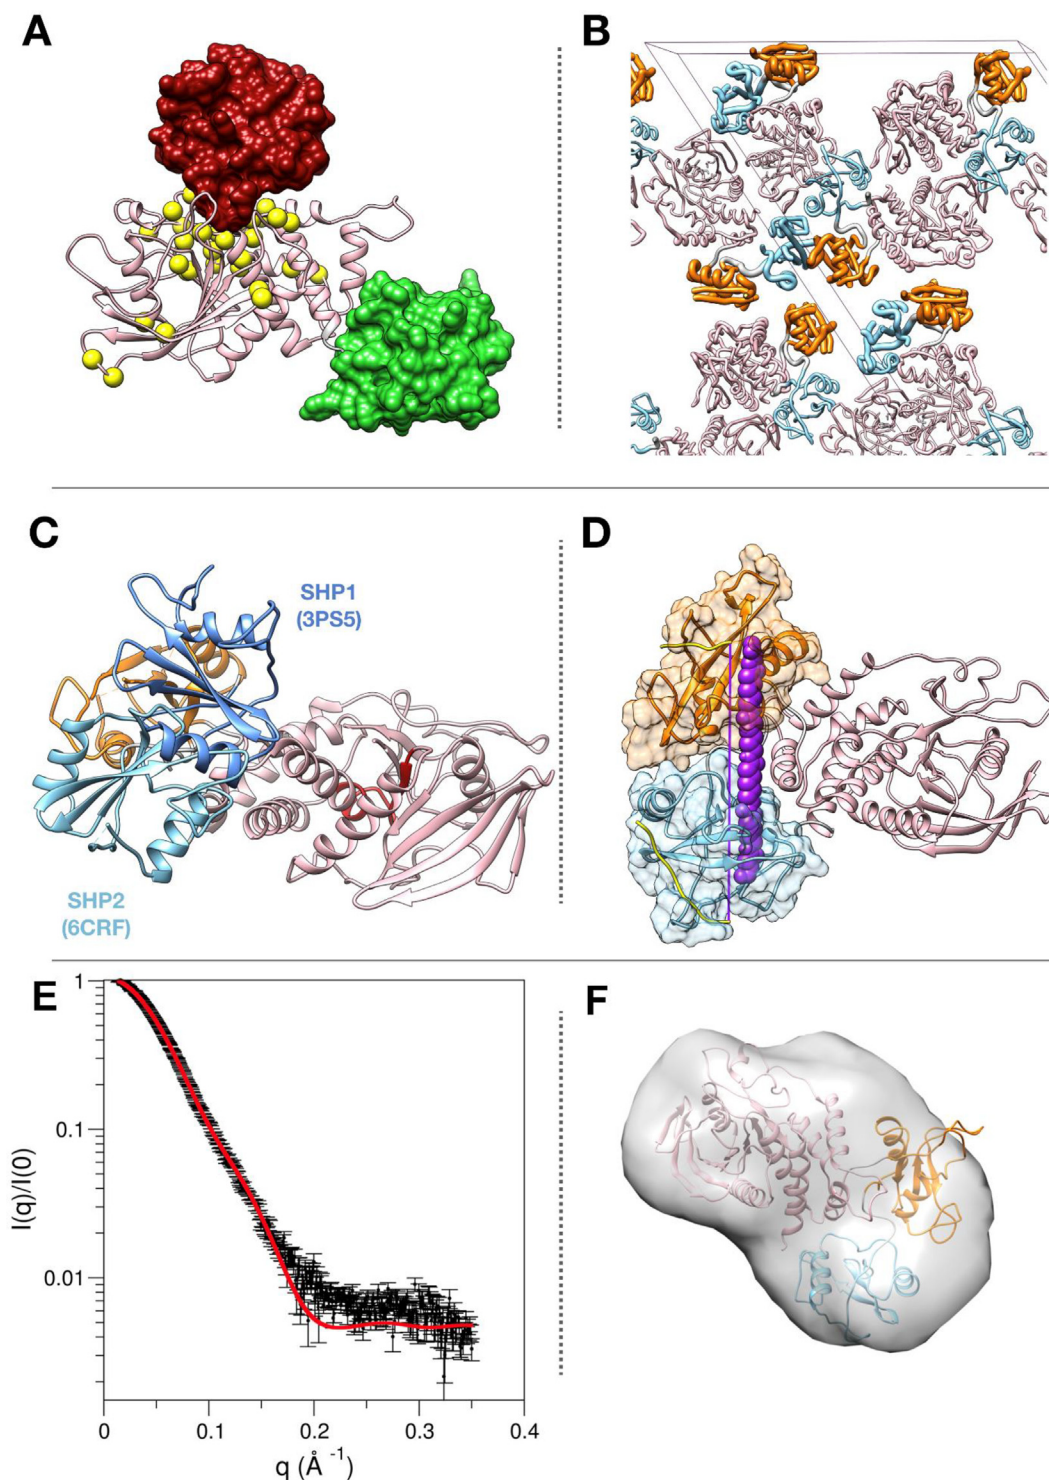 A
B
C
SHP1
(3PS5)
SHP2
(6CRF)
D
E
1
0.1
0.01
I(q)/I(0)
0
0.1
0.2
0.3
0.4
q (Å -1)
F